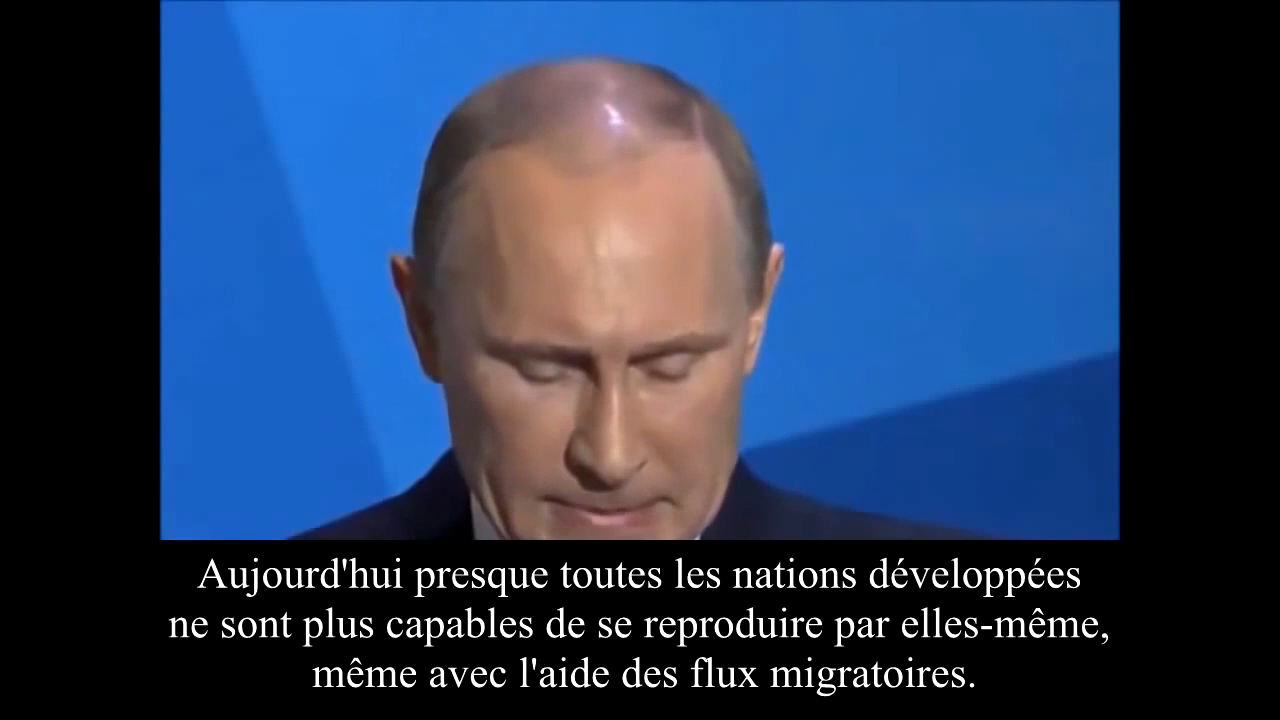 Aujourd'hui presque toutes les nations développées
ne sont plus capables de se reproduire par elles-même,
même avec l'aide des flux migratoires.